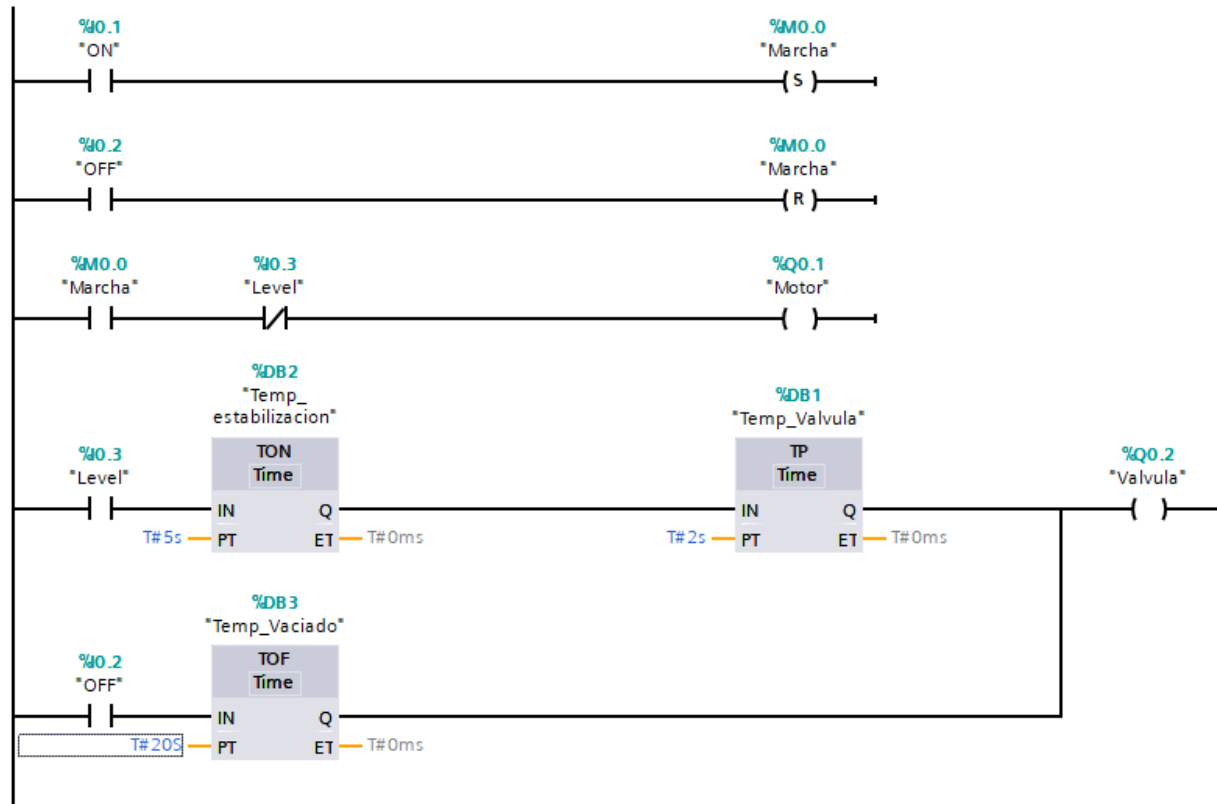 %I0.1 %M0.0
"ON" "Marcha"
S
%I0.2 %M0.0
"OFF" "Marcha"
R
%M0.0 %I0.3 %Q0.1
"Marcha" "Level" "Motor"
%DB2
"Temp_
estabilizacion"
%DB1
"Temp_Valvula"
%I0.3 TON TP %Q0.2
"Level" Time Time "Valvula"
IN Q IN Q
T#5s PT ET T#0ms T#2s PT ET T#0ms
%DB3
"Temp_Vaciado"
%I0.2 TOF
"OFF" Time
IN Q
T#20S PT ET T#0ms